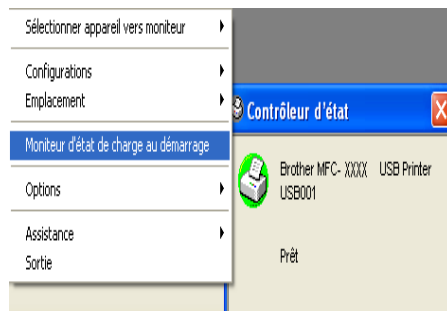 Sélectionner appareil vers moniteur
Configurations
Emplacement
Moniteur d'état de charge au démarrage
Options
Assistance
Sortie
Contrôleur d'état
Brother MFC- XXXX USB Printer
USB001
Prêt